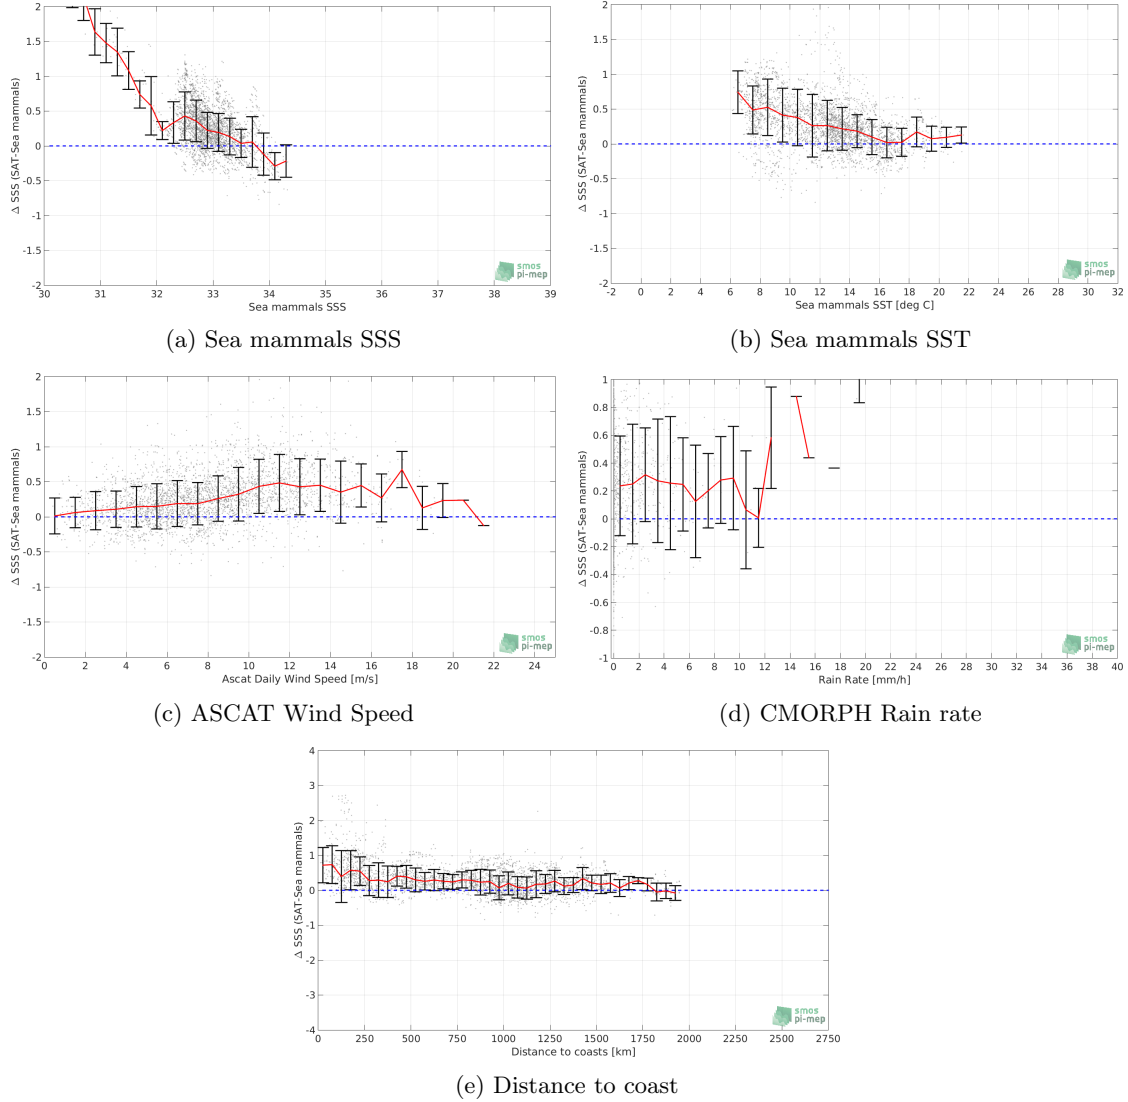 2
1.5
1
0.5
0
-0.5
-1
-1.5
-2
30 31 32 33 34 35 36 37 38 39
Sea mammals SSS
Δ SSS (SAT-Sea mammals)
smos
pi-mep
(a) Sea mammals SSS
2
1.5
1
0.5
0
-0.5
-1
-1.5
-2
-2 0 2 4 6 8 10 12 14 16 18 20 22 24 26 28 30 32
Sea mammals SST [deg C]
Δ SSS (SAT-Sea mammals)
smos
pi-mep
(b) Sea mammals SST
2
1.5
1
0.5
0
-0.5
-1
-1.5
-2
0 2 4 6 8 10 12 14 16 18 20 22 24
Ascat Daily Wind Speed [m/s]
Δ SSS (SAT-Sea mammals)
smos
pi-mep
(c) ASCAT Wind Speed
1
0.8
0.6
0.4
0.2
0
-0.2
-0.4
-0.6
-0.8
-1
0 2 4 6 8 10 12 14 16 18 20 22 24 26 28 30 32 34 36 38 40
Rain Rate [mm/h]
Δ SSS (SAT-Sea mammals)
smos
pi-mep
(d) CMORPH Rain rate
4
3
2
1
0
-1
-2
-3
-4
0 250 500 750 1000 1250 1500 1750 2000 2250 2500 2750
Distance to coasts [km]
Δ SSS (SAT-Sea mammals)
smos
pi-mep
(e) Distance to coast